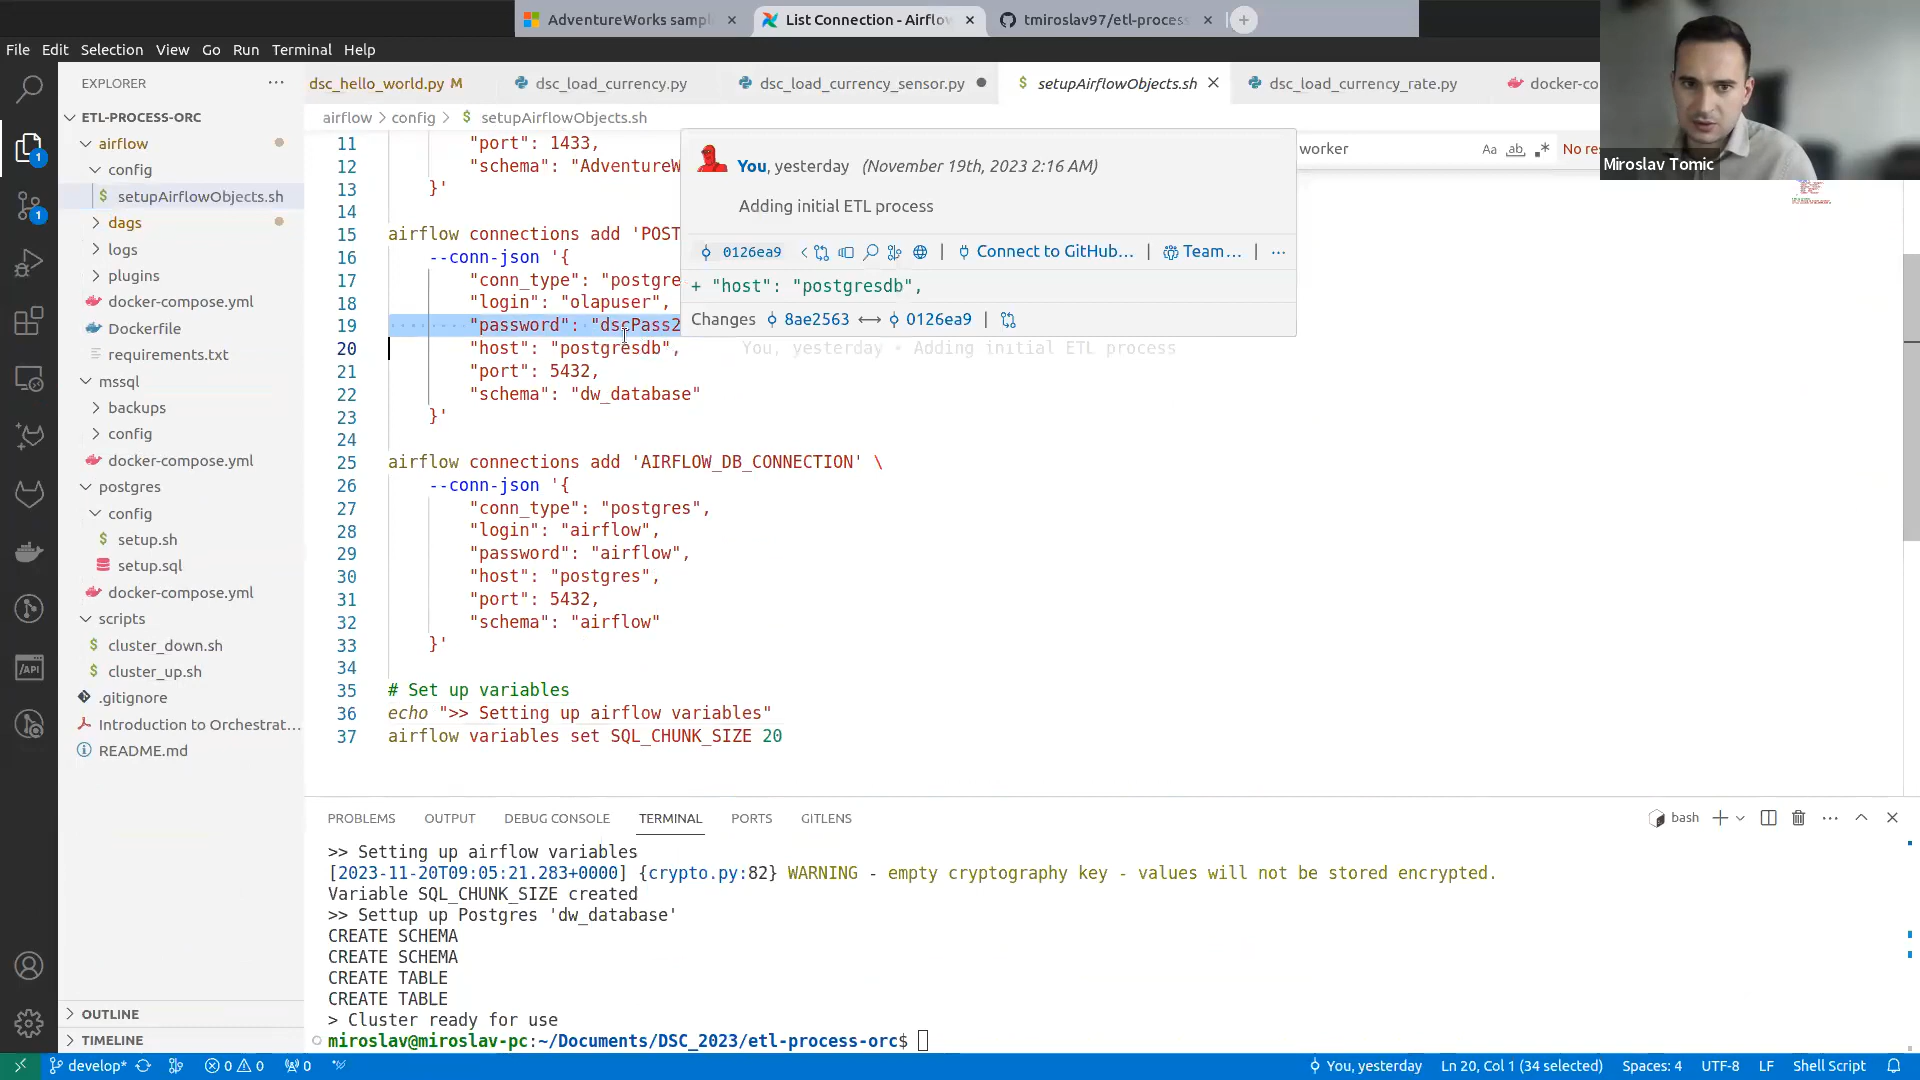 AdventureWorks sampl
List Connection - Airflow
tmiroslav97/etl-process
File Edit Selection View Go Run Terminal Help
EXPLORER
dsc_hello_world.py M
dsc_load_currency.py
dsc_load_currency_sensor.py
setupAirflowObjects.sh
dsc_load_currency_rate.py
docker-co
Miroslav Tomic
ETL-PROCESS-ORC
airflow
config
setupAirflowObjects.sh
dags
logs
plugins
docker-compose.yml
Dockerfile
requirements.txt
mssql
backups
config
docker-compose.yml
postgres
config
setup.sh
setup.sql
docker-compose.yml
scripts
cluster_down.sh
cluster_up.sh
.gitignore
Introduction to Orchestrat...
README.md
OUTLINE
TIMELINE
1
1
airflow > config > $ setupAirflowObjects.sh
worker Aa ab No res
11 "port": 1433,
12 "schema": "AdventureW
13 }'
14
15 airflow connections add 'POST
16 --conn-json '{
17 "conn_type": "postgre
18 "login": "olapuser",
19 "password": "dscPass2
20 "host": "postgresdb", You, yesterday • Adding initial ETL process
21 "port": 5432,
22 "schema": "dw_database"
23 }'
24
25 airflow connections add 'AIRFLOW_DB_CONNECTION' \
26 --conn-json '{
27 "conn_type": "postgres",
28 "login": "airflow",
29 "password": "airflow",
30 "host": "postgres",
31 "port": 5432,
32 "schema": "airflow"
33 }'
34
35 # Set up variables
36 echo ">> Setting up airflow variables"
37 airflow variables set SQL_CHUNK_SIZE 20
You, yesterday (November 19th, 2023 2:16 AM)
Adding initial ETL process
0126ea9 | Connect to GitHub... | Team... | ...
+ "host": "postgresdb",
Changes 8ae2563 ⟷ 0126ea9 |
PROBLEMS OUTPUT DEBUG CONSOLE TERMINAL PORTS GITLENS
bash
>> Setting up airflow variables
[2023-11-20T09:05:21.283+0000] {crypto.py:82} WARNING - empty cryptography key - values will not be stored encrypted.
Variable SQL_CHUNK_SIZE created
>> Settup up Postgres 'dw_database'
CREATE SCHEMA
CREATE SCHEMA
CREATE TABLE
CREATE TABLE
> Cluster ready for use
miroslav@miroslav-pc:~/Documents/DSC_2023/etl-process-orc$
develop* 0 0 0 You, yesterday Ln 20, Col 1 (34 selected) Spaces: 4 UTF-8 LF Shell Script